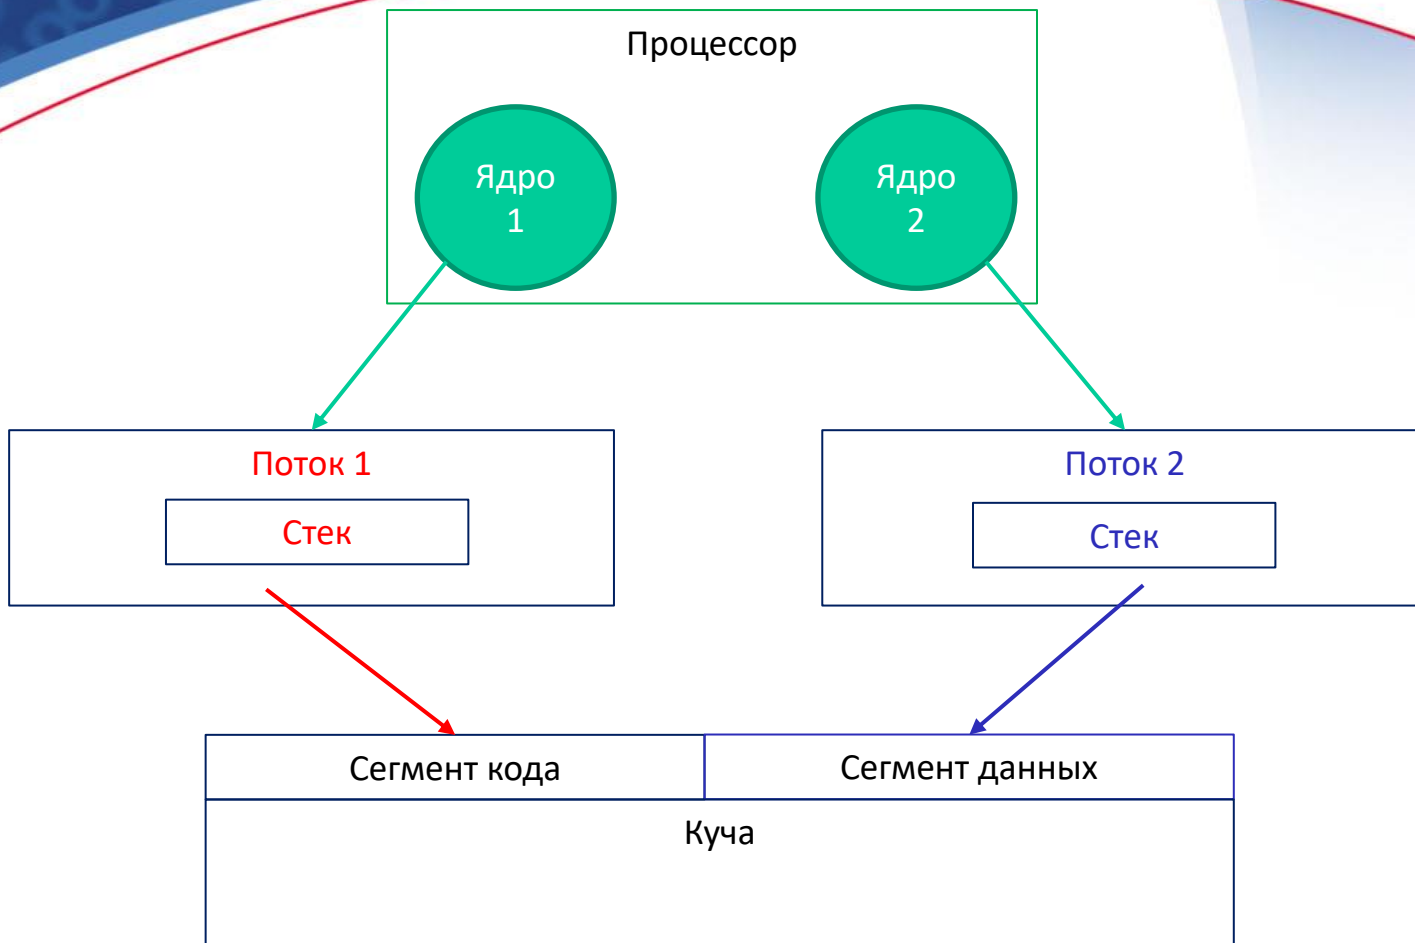 Процессор
Ядро
1
Ядро
2
Поток 1
Поток 2
Стек
Стек
Сегмент кода
Сегмент данных
Куча